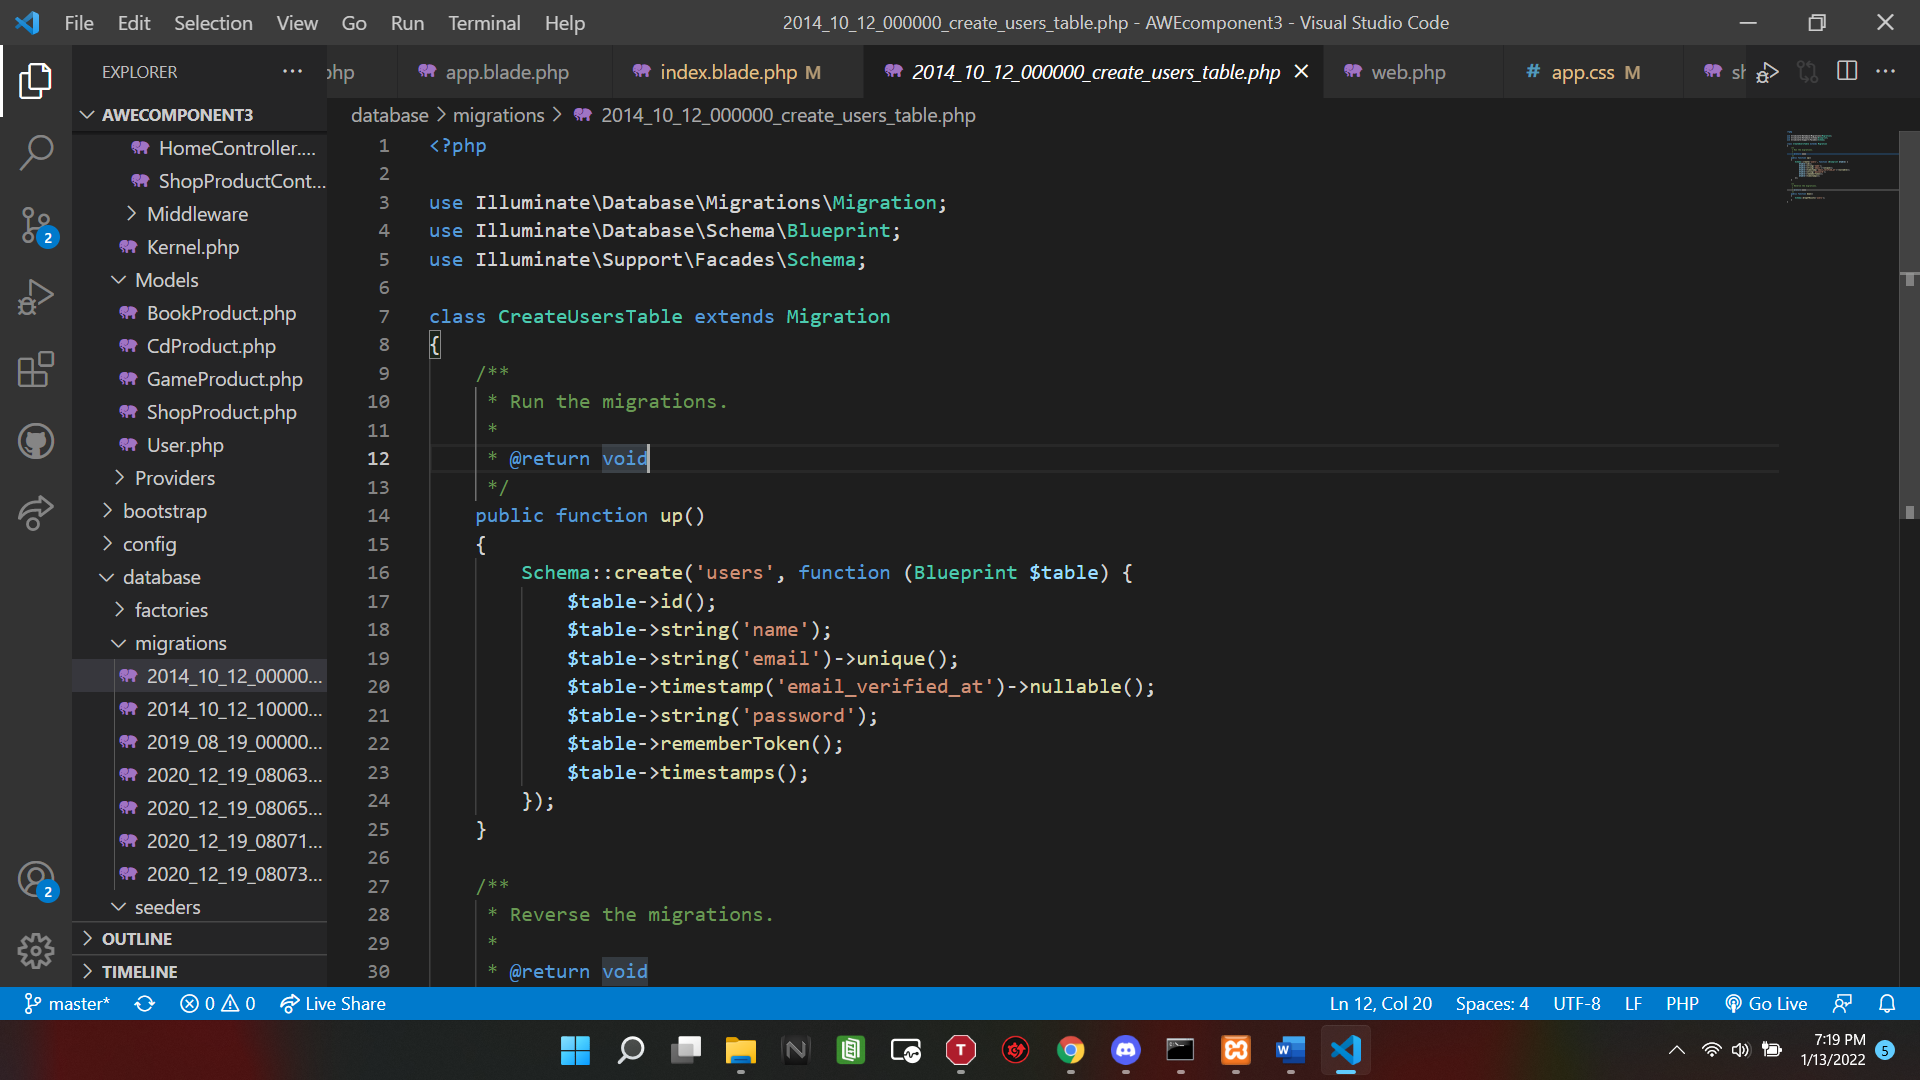 File Edit Selection View Go Run Terminal Help
2014_10_12_000000_create_users_table.php - AWEcomponent3 - Visual Studio Code
EXPLORER
php
app.blade.php
index.blade.php M
2014_10_12_000000_create_users_table.php
web.php
# app.css M
AWECOMPONENT3
database > migrations > 2014_10_12_000000_create_users_table.php
HomeController....
ShopProductCont...
Middleware
Kernel.php
Models
BookProduct.php
CdProduct.php
GameProduct.php
ShopProduct.php
User.php
Providers
bootstrap
config
database
factories
migrations
2014_10_12_00000...
2014_10_12_10000...
2019_08_19_00000...
2020_12_19_08063...
2020_12_19_08065...
2020_12_19_08071...
2020_12_19_08073...
seeders
OUTLINE
TIMELINE
2
2
1 <?php
2
3 use Illuminate\Database\Migrations\Migration;
4 use Illuminate\Database\Schema\Blueprint;
5 use Illuminate\Support\Facades\Schema;
6
7 class CreateUsersTable extends Migration
8 {
9 /**
10 * Run the migrations.
11 *
12 * @return void
13 */
14 public function up()
15 {
16 Schema::create('users', function (Blueprint $table) {
17 $table->id();
18 $table->string('name');
19 $table->string('email')->unique();
20 $table->timestamp('email_verified_at')->nullable();
21 $table->string('password');
22 $table->rememberToken();
23 $table->timestamps();
24 });
25 }
26
27 /**
28 * Reverse the migrations.
29 *
30 * @return void
master* 0 0 Live Share Ln 12, Col 20 Spaces: 4 UTF-8 LF PHP Go Live
7:19 PM
1/13/2022
5